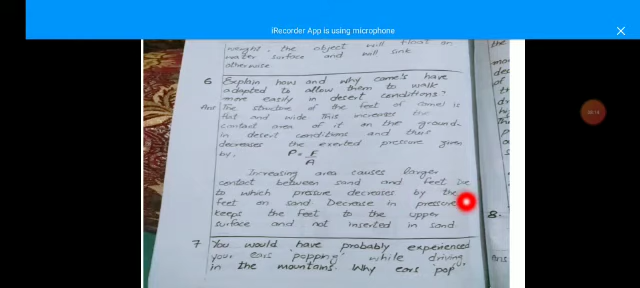 iRecorder App is using microphone
weight, the object will float on
water surface and will sink
otherwise
6 Explain how and why camels have
adapted to allow them to walk
more easily in desert conditions?
Ans The structure of the feet of camel is
flat and wide. This increases the
contact area of it on the ground
in desert conditions and thus
decreases the exerted pressure given
by.
P = F
A
Increasing area causes larger
contact between sand and feet Due
to which pressure decreases by the
feet on sand. Decrease in pressure
keeps the feet to the upper
surface and not inserted in sand
7 You would have probably experienced
your ears "popping" while driving
in the mountains. Why ears "pop"
8.
Ans
00:14